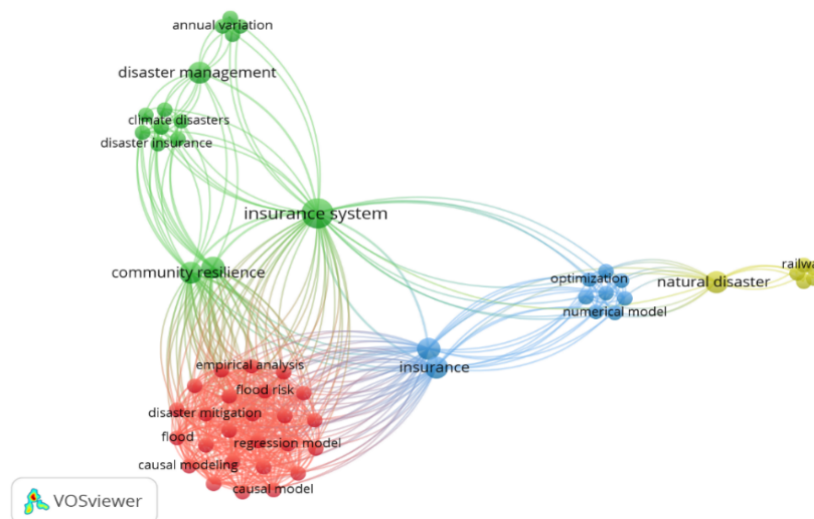 annual variation
disaster management
climate disasters
disaster insurance
insurance system
community resilience
optimization
natural disaster
railwa
numerical model
insurance
empirical analysis
flood risk
disaster mitigation
flood
regression model
causal modeling
causal model
VOSviewer